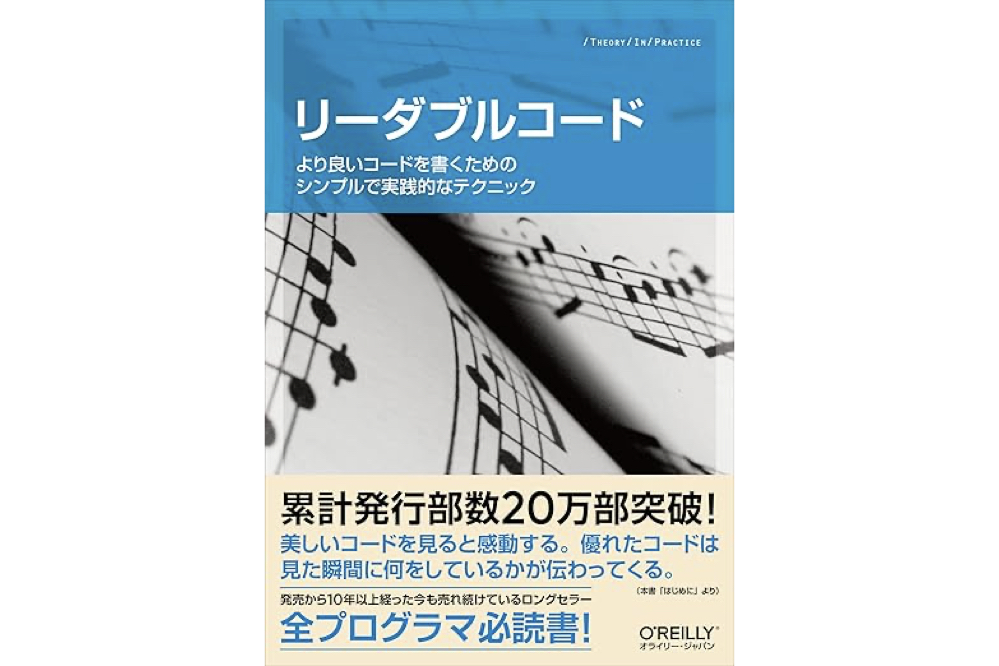 /THEORY/IN/PRACTICE
リーダブルコード
より良いコードを書くための
シンプルで実践的なテクニック
累計発行部数20万部突破!
美しいコードを見ると感動する。優れたコードは
見た瞬間に何をしているかが伝わってくる。
(本書「はじめに」より)
発売から10年以上経った今も売れ続けているロングセラー
全プログラマ必読書!
O'REILLY®
オライリー・ジャパン